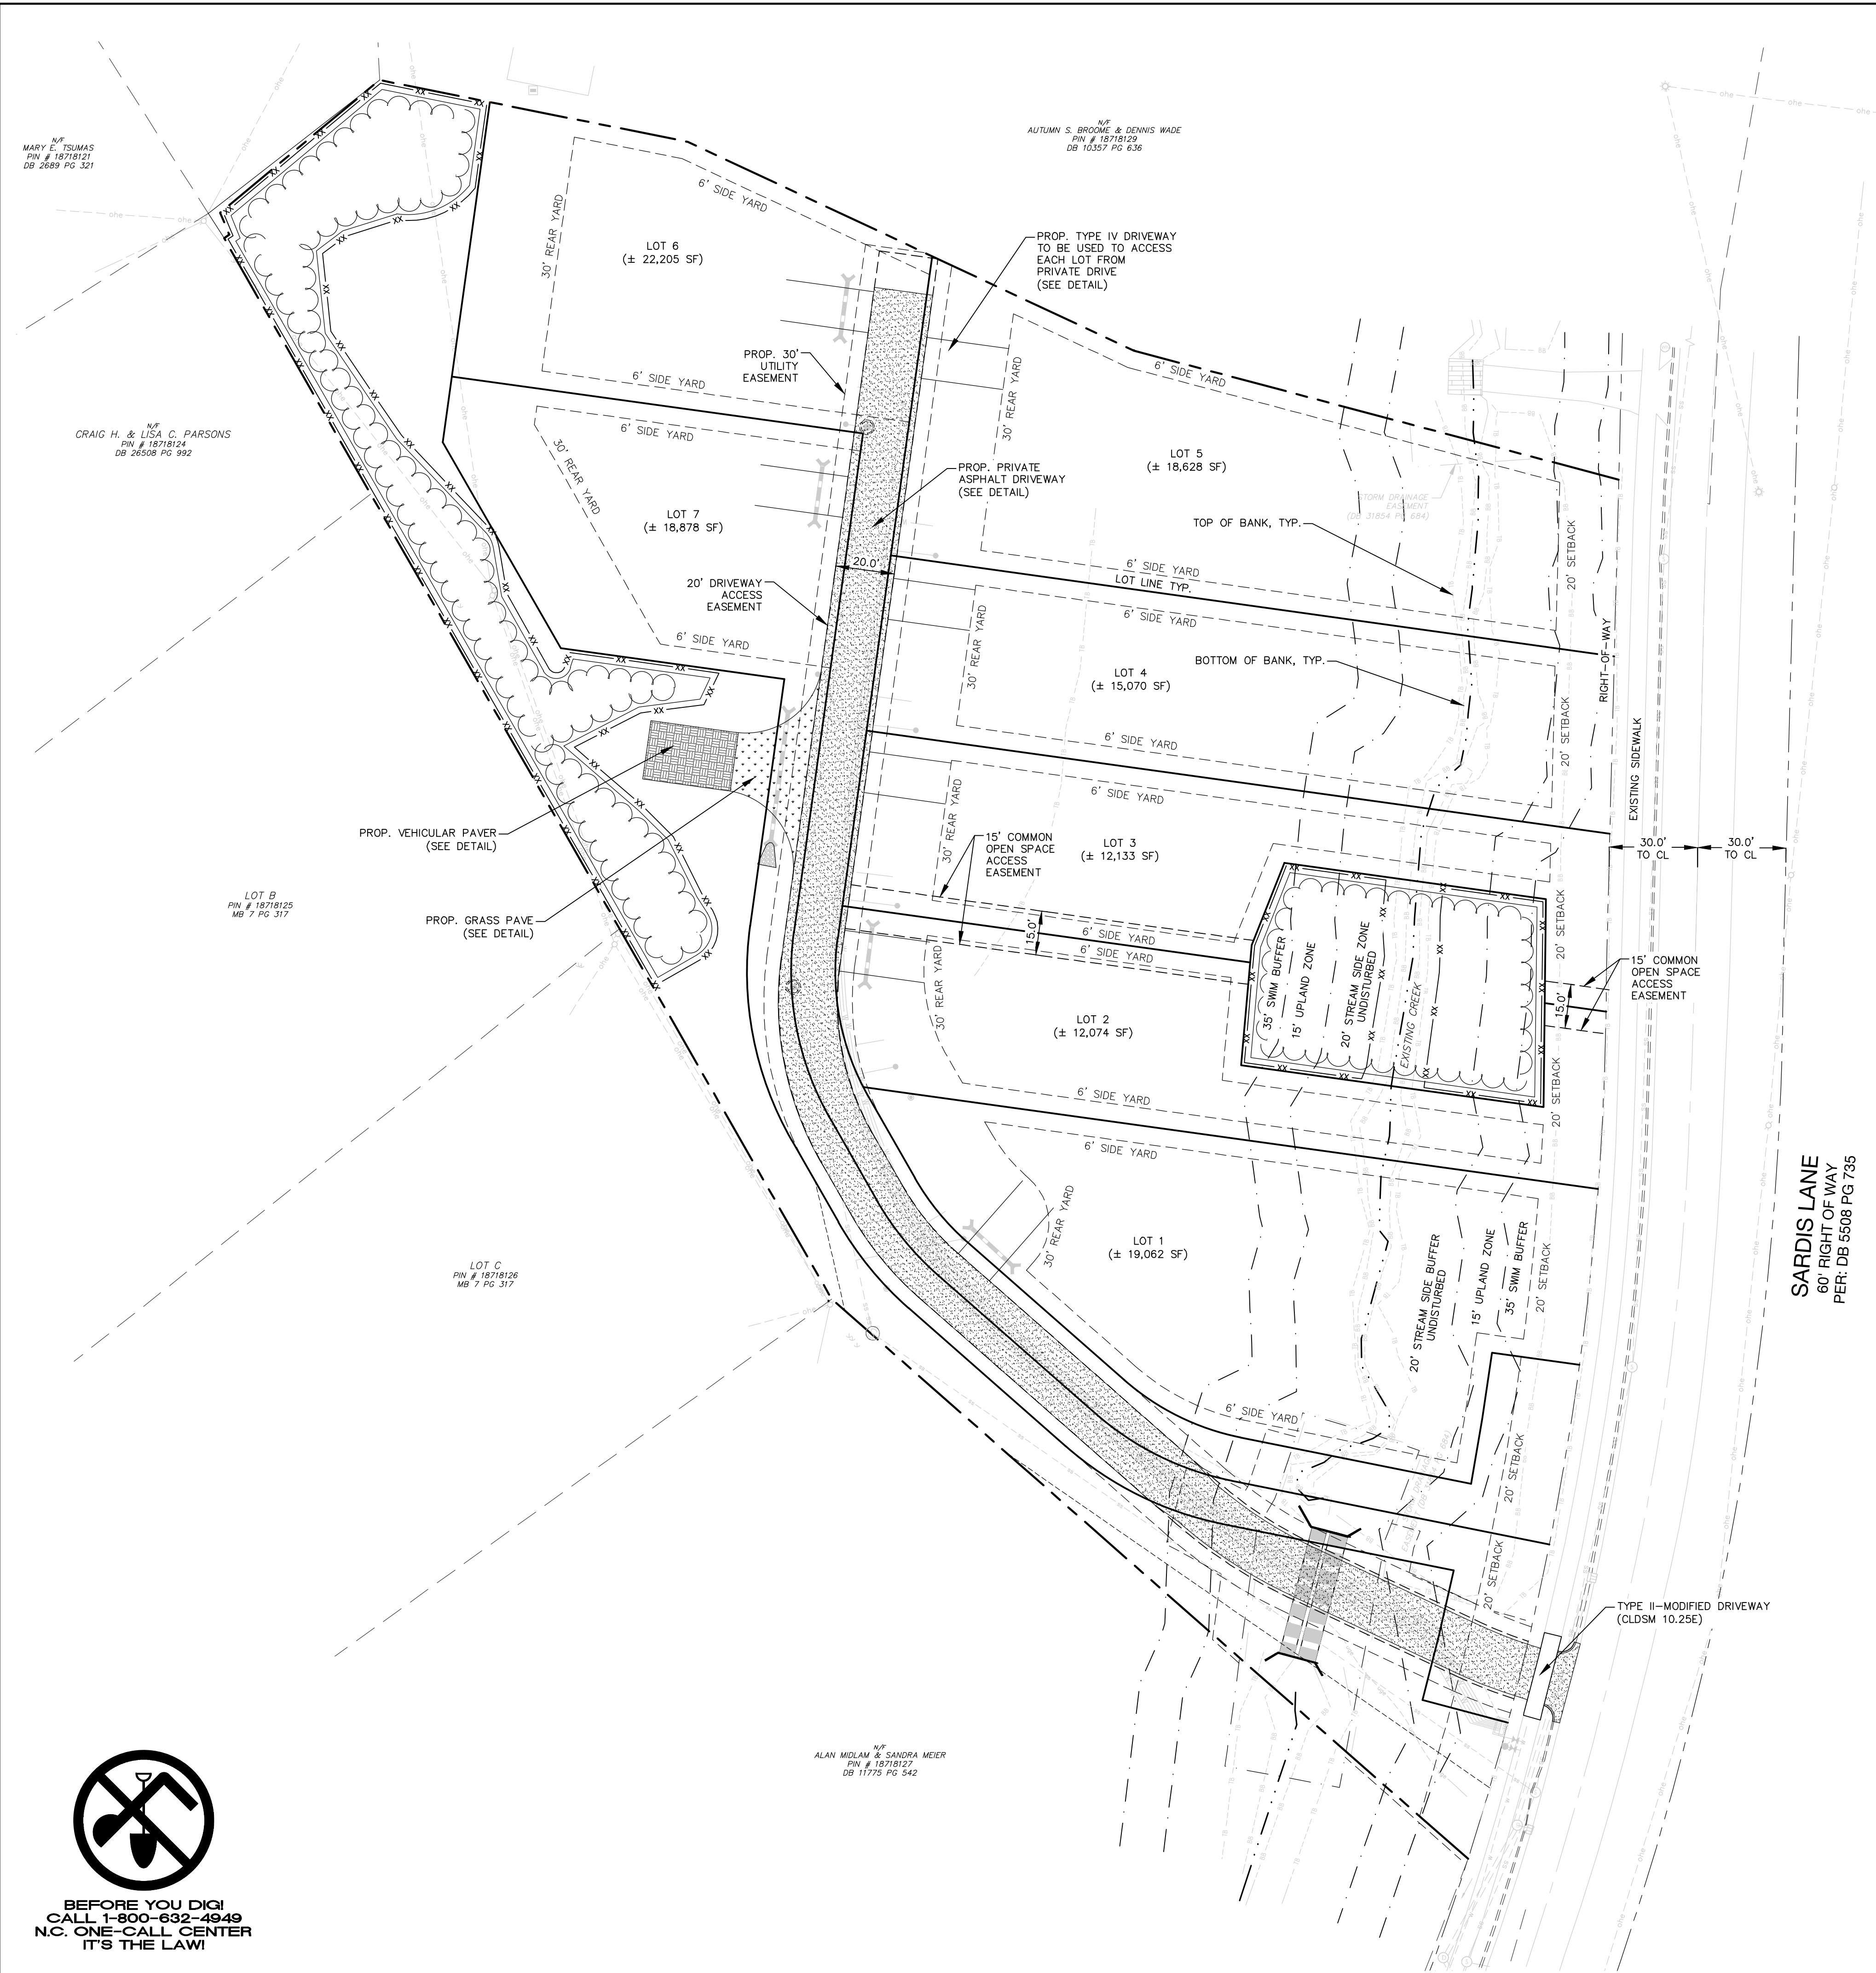 N/F
MARY E. TSUMAS
PIN # 18718121
DB 2689 PG 321
N/F
AUTUMN S. BROOME & DENNIS WADE
PIN # 18718129
DB 10357 PG 636
6' SIDE YARD
30' REAR YARD
LOT 6
(± 22,205 SF)
PROP. TYPE IV DRIVEWAY
TO BE USED TO ACCESS
EACH LOT FROM
PRIVATE DRIVE
(SEE DETAIL)
PROP. 30'
UTILITY
EASEMENT
6' SIDE YARD
6' SIDE YARD
30' REAR YARD
6' SIDE YARD
N/F
CRAIG H. & LISA C. PARSONS
PIN # 18718124
DB 26508 PG 992
30' REAR YARD
LOT 7
(± 18,878 SF)
PROP. PRIVATE
ASPHALT DRIVEWAY
(SEE DETAIL)
LOT 5
(± 18,628 SF)
STORM DRAINAGE
EASEMENT
(DB 31854 PG 684)
TOP OF BANK, TYP.
20' SETBACK
20.0'
20' DRIVEWAY
ACCESS
EASEMENT
6' SIDE YARD
LOT LINE TYP.
6' SIDE YARD
6' SIDE YARD
30' REAR YARD
LOT 4
(± 15,070 SF)
BOTTOM OF BANK, TYP.
RIGHT-OF-WAY
20' SETBACK
EXISTING SIDEWALK
6' SIDE YARD
6' SIDE YARD
30' REAR YARD
PROP. VEHICULAR PAVER
(SEE DETAIL)
15' COMMON
OPEN SPACE
ACCESS
EASEMENT
LOT 3
(± 12,133 SF)
30.0'
TO CL
30.0'
TO CL
LOT B
PIN # 18718125
MB 7 PG 317
PROP. GRASS PAVE
(SEE DETAIL)
15.0'
6' SIDE YARD
6' SIDE YARD
30' REAR YARD
35' SWIM BUFFER
15' UPLAND ZONE
20' STREAM SIDE ZONE
UNDISTURBED
EXISTING CREEK
20' SETBACK
15' COMMON
OPEN SPACE
ACCESS
EASEMENT
15.0'
LOT 2
(± 12,074 SF)
20' SETBACK
6' SIDE YARD
6' SIDE YARD
30' REAR YARD
LOT 1
(± 19,062 SF)
20' STREAM SIDE BUFFER
UNDISTURBED
15' UPLAND ZONE
35' SWIM BUFFER
20' SETBACK
SARDIS LANE
60' RIGHT OF WAY
PER: DB 5508 PG 735
LOT C
PIN # 18718126
MB 7 PG 317
6' SIDE YARD
20' SETBACK
20' SETBACK
TYPE II-MODIFIED DRIVEWAY
(CLDSM 10.25E)
N/F
ALAN MIDLAM & SANDRA MEIER
PIN # 18718127
DB 11775 PG 542
BEFORE YOU DIG!
CALL 1-800-632-4949
N.C. ONE-CALL CENTER
IT'S THE LAW!